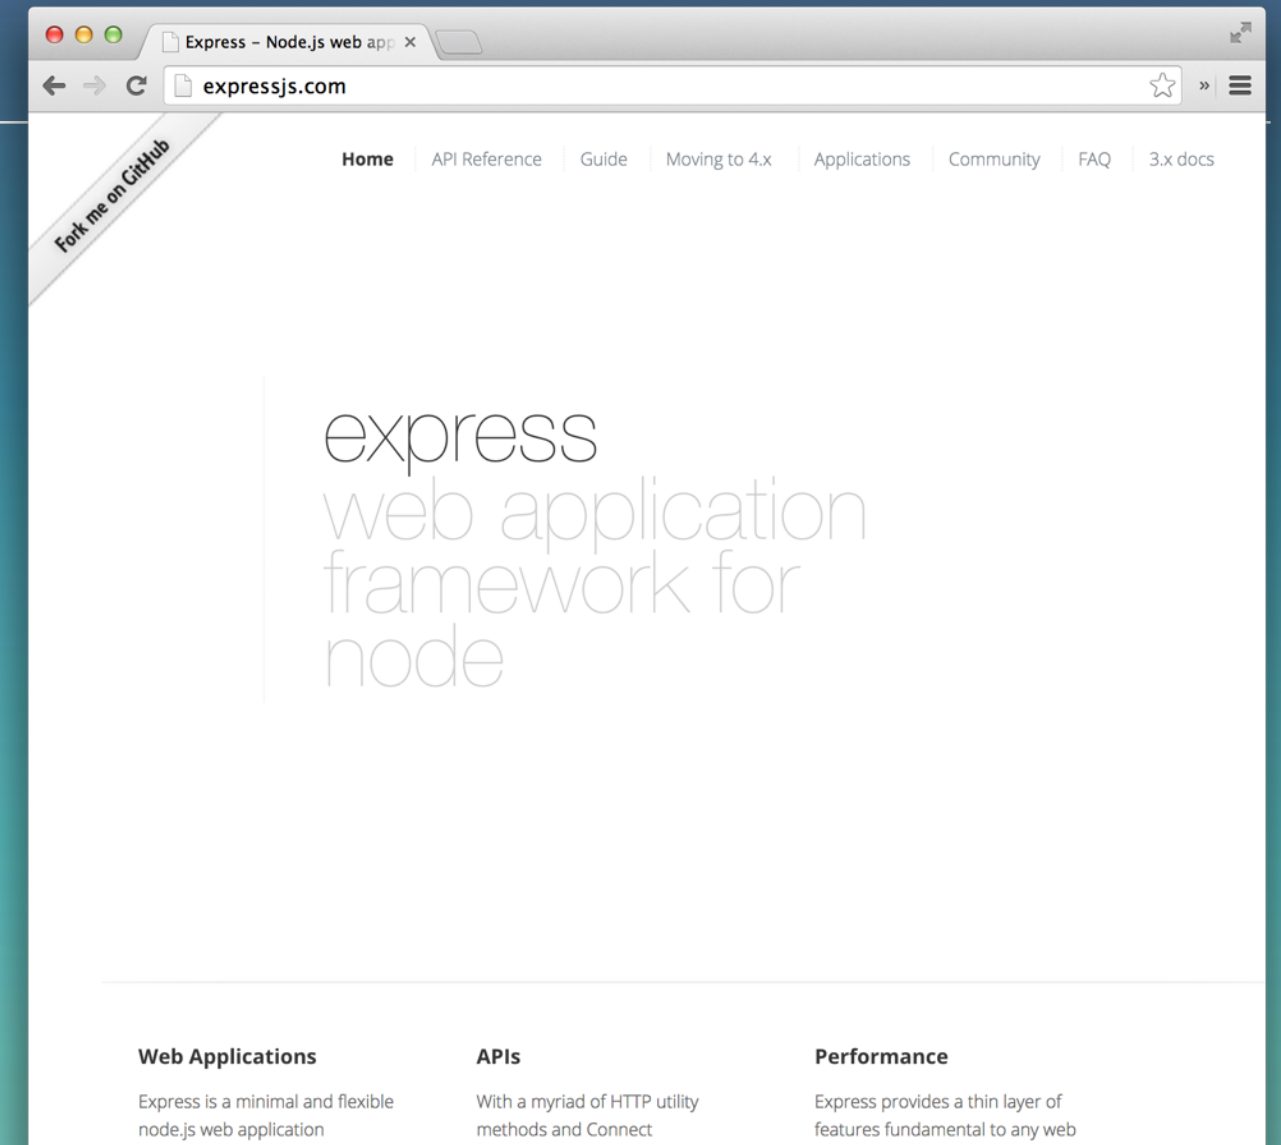 Express – Node.js web app
expressjs.com
Fork me on GitHub
Home API Reference Guide Moving to 4.x Applications Community FAQ 3.x docs
express
web application
framework for
node
Web Applications
Express is a minimal and flexible
node.js web application
APIs
With a myriad of HTTP utility
methods and Connect
Performance
Express provides a thin layer of
features fundamental to any web